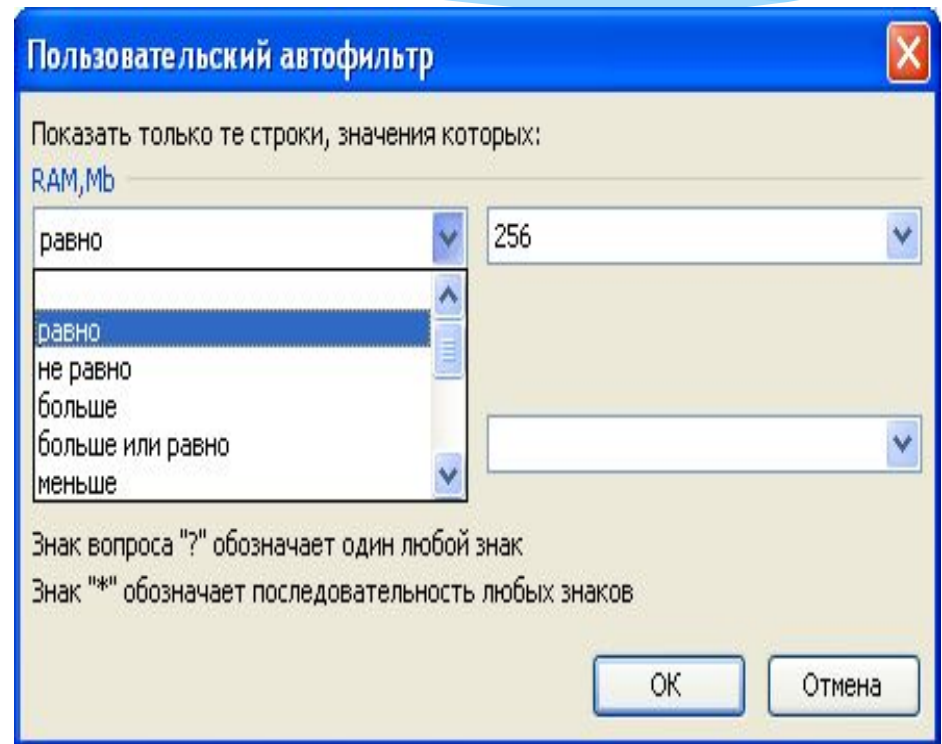 Пользовательский автофильтр
Показать только те строки, значения которых:
RAM,Mb
равно
256
равно
не равно
больше
больше или равно
меньше
Знак вопроса "?" обозначает один любой знак
Знак "*" обозначает последовательность любых знаков
ОК
Отмена